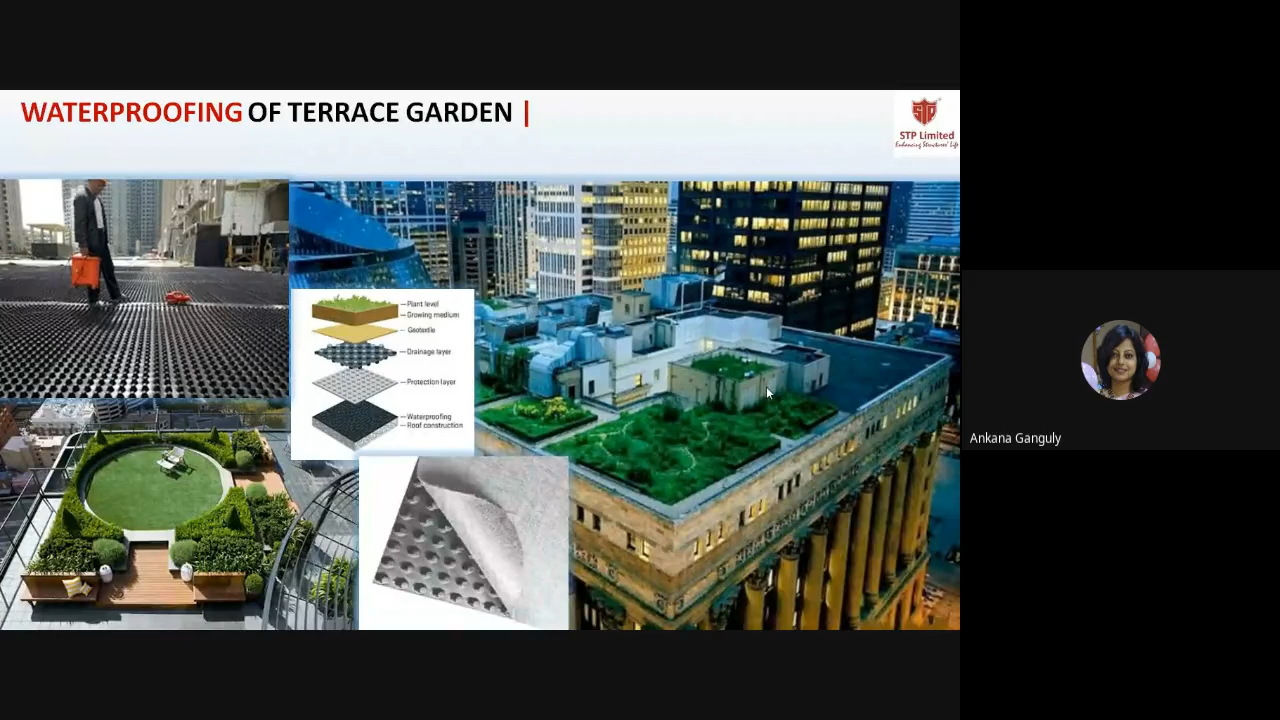 WATERPROOFING OF TERRACE GARDEN |
STP
STP Limited
Enhancing Structures' Life
Plant level
Growing medium
Geotextile
Drainage layer
Protection layer
Waterproofing
Roof construction
Ankana Ganguly